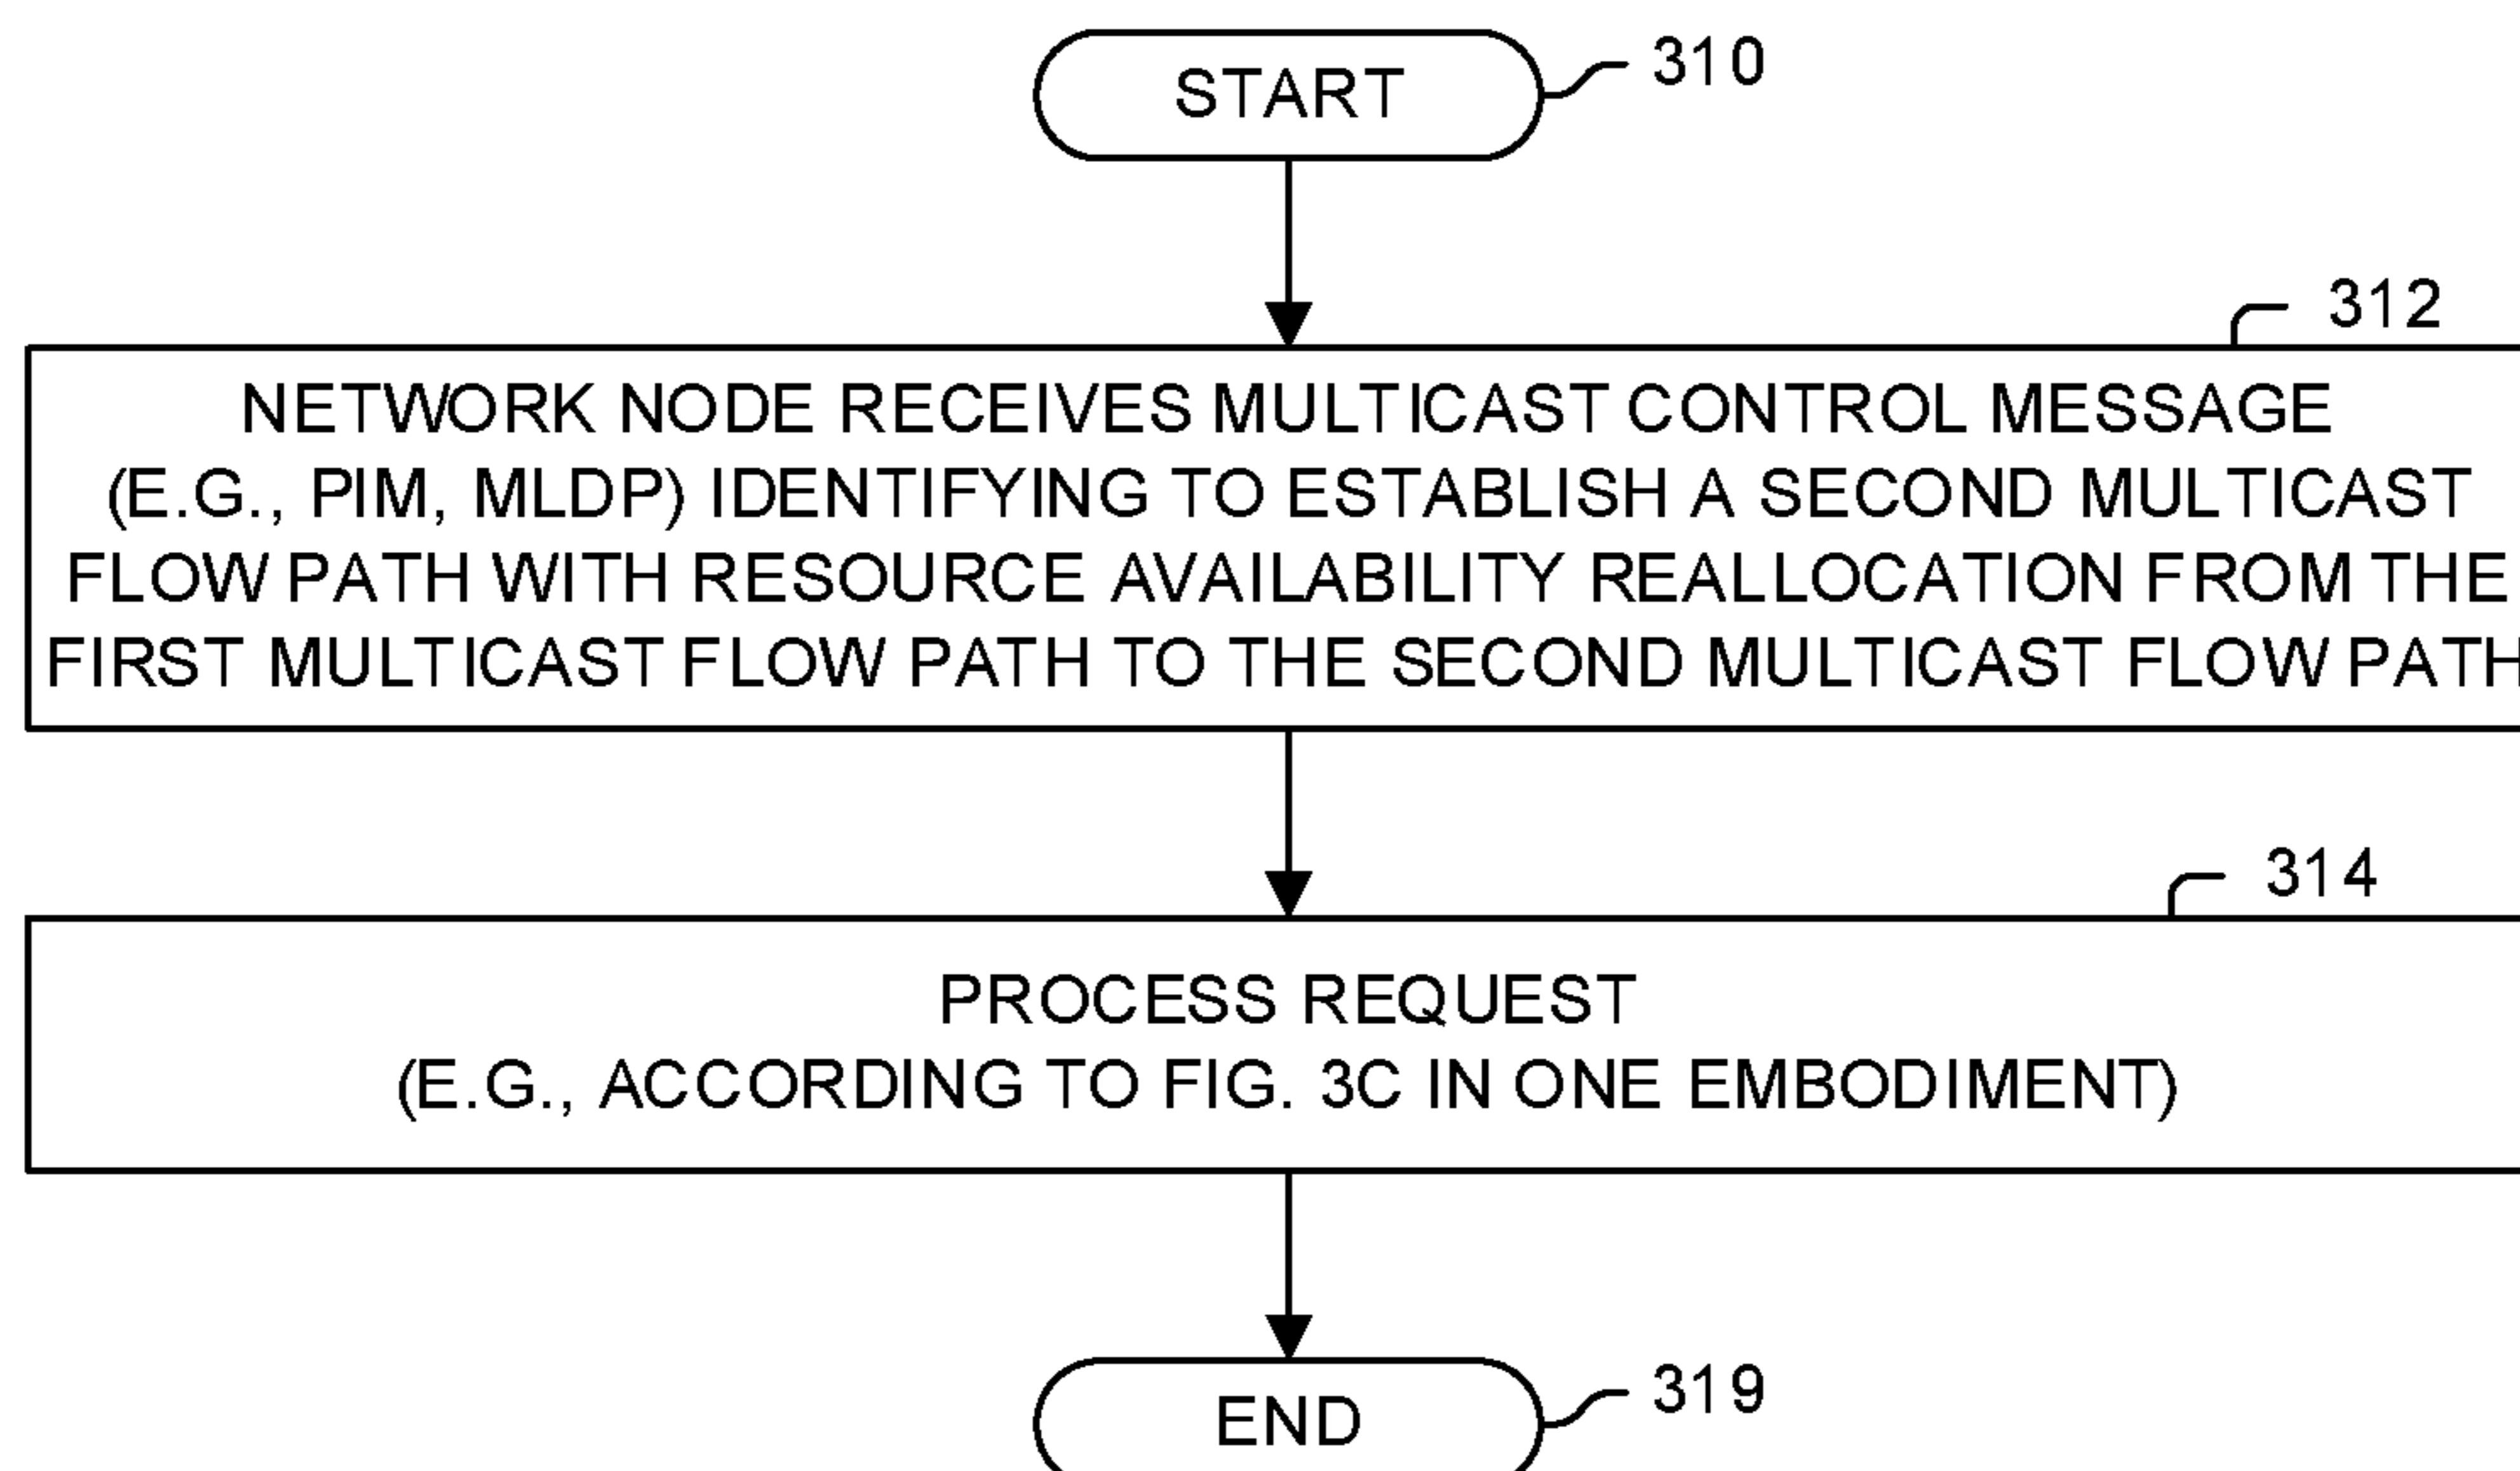 START
310
312
NETWORK NODE RECEIVES MULTICAST CONTROL MESSAGE
(E.G., PIM, MLDP) IDENTIFYING TO ESTABLISH A SECOND MULTICAST
FLOW PATH WITH RESOURCE AVAILABILITY REALLOCATION FROM THE
FIRST MULTICAST FLOW PATH TO THE SECOND MULTICAST FLOW PATH
314
PROCESS REQUEST
(E.G., ACCORDING TO FIG. 3C IN ONE EMBODIMENT)
END
319